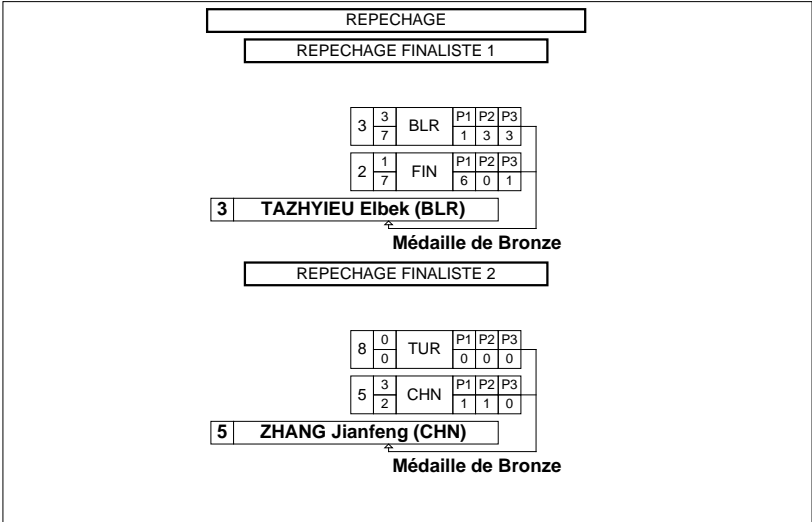 REPECHAGE
REPECHAGE FINALISTE 1
3 3 BLR P1 P2 P3
7 1 3 3
2 1 FIN P1 P2 P3
7 6 0 1
3 TAZHYIEU Elbek (BLR)
Médaille de Bronze
REPECHAGE FINALISTE 2
8 0 TUR P1 P2 P3
0 0 0 0
5 3 CHN P1 P2 P3
2 1 1 0
5 ZHANG Jianfeng (CHN)
Médaille de Bronze